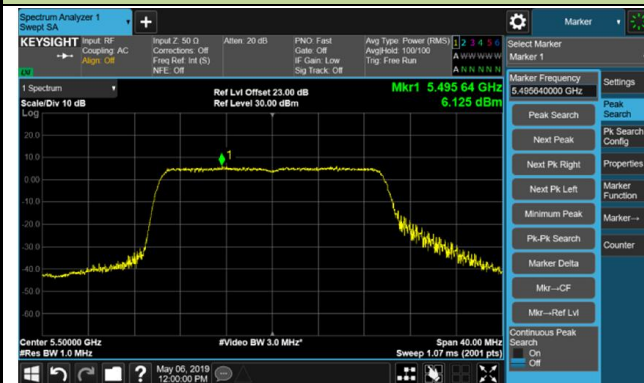 Spectrum Analyzer 1
Swept SA
+
Marker
KEYSIGHT Input: RF
Coupling: AC
Align: Off
Input Z: 50 Ω
Corrections: Off
Freq Ref: Int (S)
NFE: Off
Atten: 20 dB
PNO: Fast
Gate: Off
IF Gain: Low
Sig Track: Off
Avg Type: Power (RMS)
Avg|Hold: 100/100
Trig: Free Run
1 2 3 4 5 6
A W W W W W
A N N N N N
Select Marker
Marker 1
1 Spectrum
Scale/Div 10 dB
Log
Ref Lvl Offset 23.00 dB
Ref Level 30.00 dBm
Mkr1 5.495 64 GHz
6.125 dBm
Marker Frequency
5.495640000 GHz
Peak Search
Next Peak
Next Pk Right
Next Pk Left
Minimum Peak
Pk-Pk Search
Marker Delta
Mkr→CF
Mkr→Ref Lvl
Continuous Peak
Search
On
Off
Settings
Peak
Search
Pk Search
Config
Properties
Marker
Function
Marker→
Counter
20.0
10.0
0.00
-10.0
-20.0
-30.0
-40.0
-50.0
-60.0
1
Center 5.50000 GHz
#Res BW 1.0 MHz
#Video BW 3.0 MHz*
Span 40.00 MHz
Sweep 1.07 ms (2001 pts)
?
May 06, 2019
12:00:00 PM